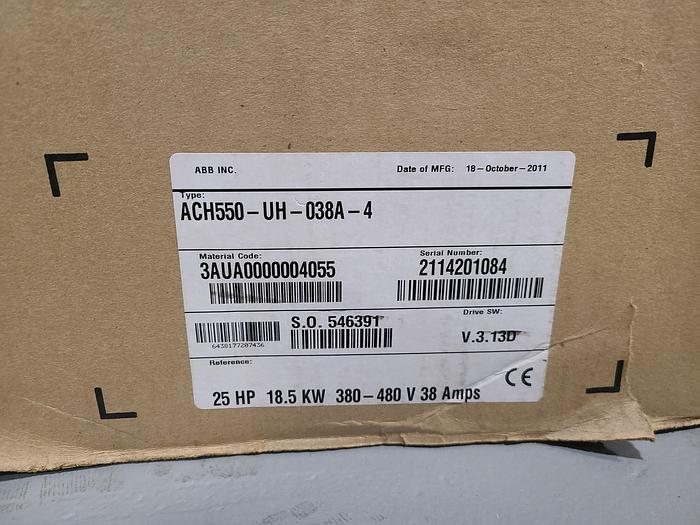 ABB INC. Date of MFG: 18-October-2011
Type:
ACH550-UH-038A-4
Material Code: Serial Number:
3AUA0000004055 2114201084
S.O. 546391 Drive SW:
6438177207436 V.3.13D
Reference:
25 HP 18.5 KW 380-480 V 38 Amps CE